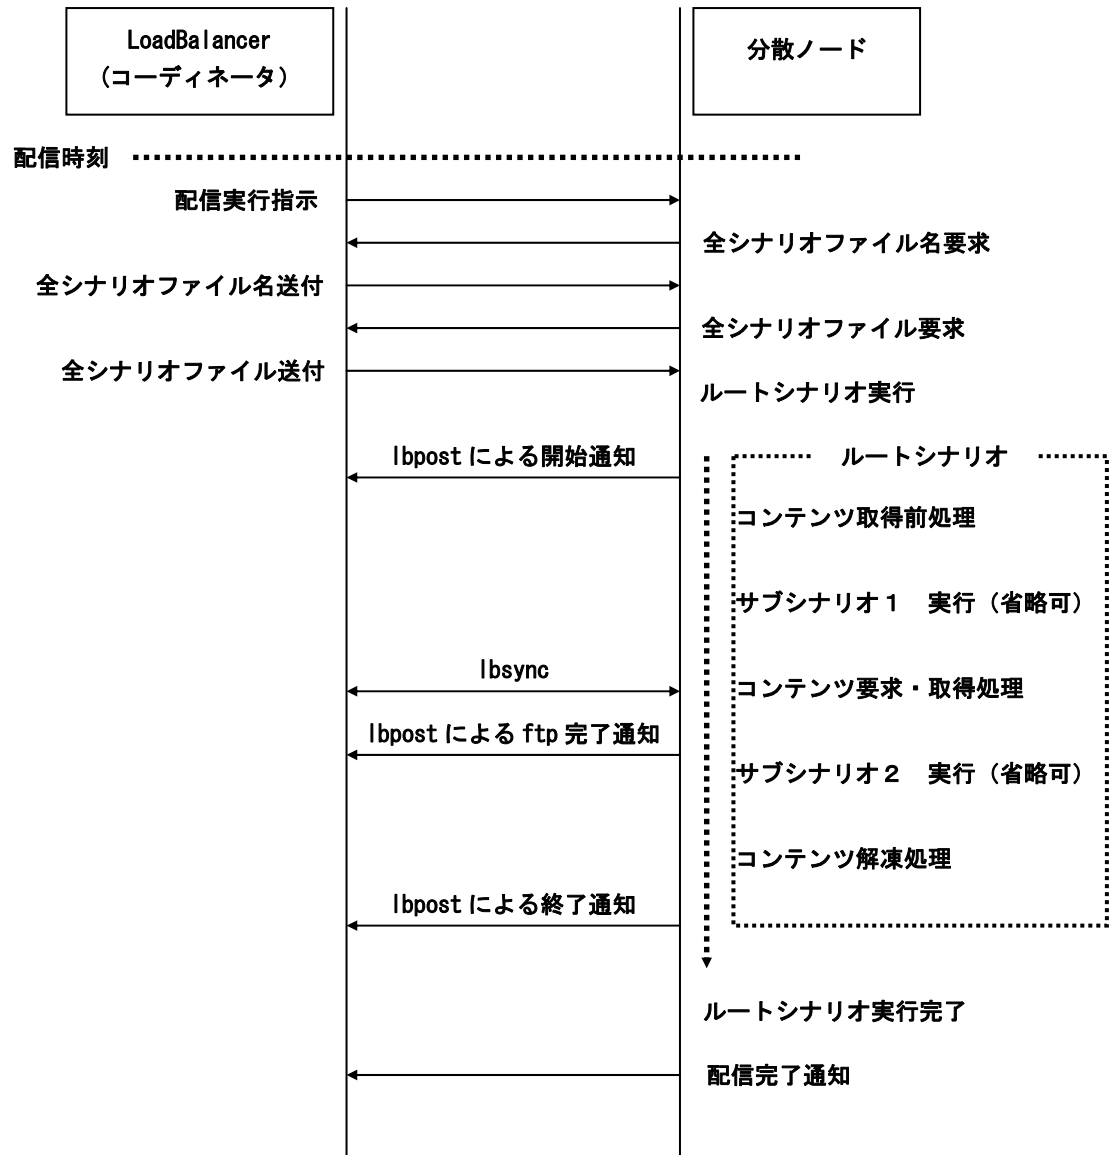 LoadBalancer
(コーディネータ)
分散ノード
配信時刻
配信実行指示
全シナリオファイル名要求
全シナリオファイル名送付
全シナリオファイル要求
全シナリオファイル送付
ルートシナリオ実行
lbpost による開始通知
ルートシナリオ
コンテンツ取得前処理
サブシナリオ1 実行(省略可)
lbsync
コンテンツ要求・取得処理
lbpost による ftp 完了通知
サブシナリオ2 実行(省略可)
コンテンツ解凍処理
lbpost による終了通知
ルートシナリオ実行完了
配信完了通知